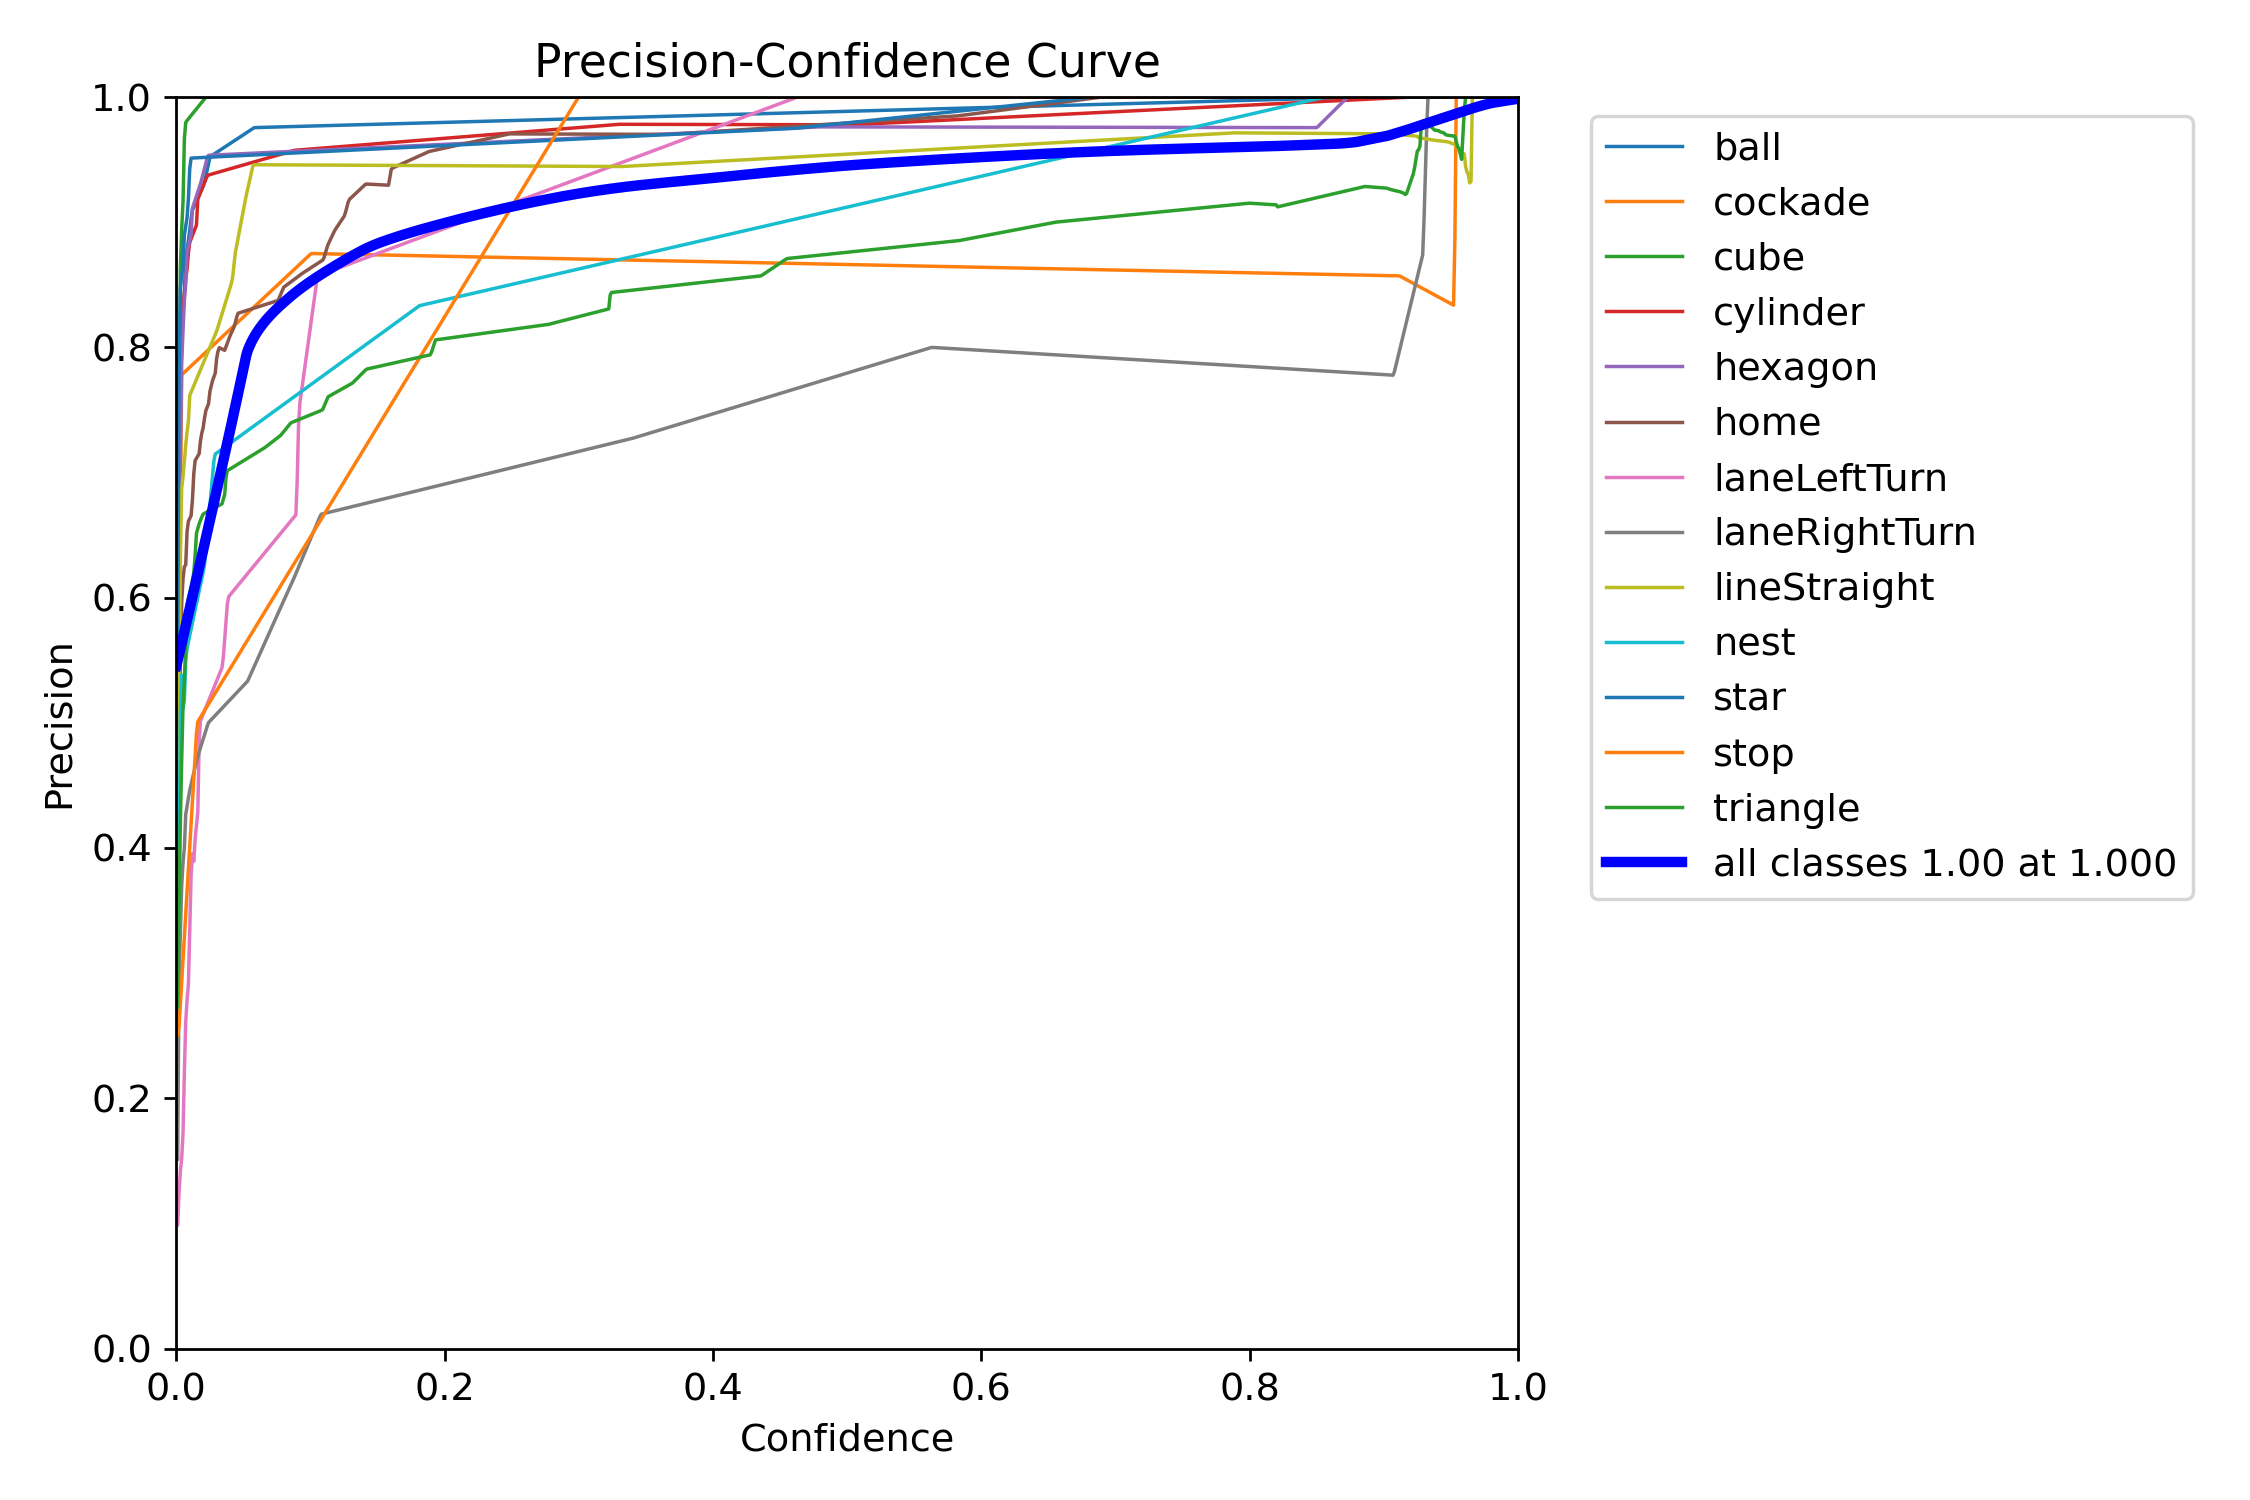 Precision-Confidence Curve
1.0
0.8
0.6
0.4
0.2
0.0
Precision
0.0 0.2 0.4 0.6 0.8 1.0
Confidence
ball
cockade
cube
cylinder
hexagon
home
laneLeftTurn
laneRightTurn
lineStraight
nest
star
stop
triangle
all classes 1.00 at 1.000